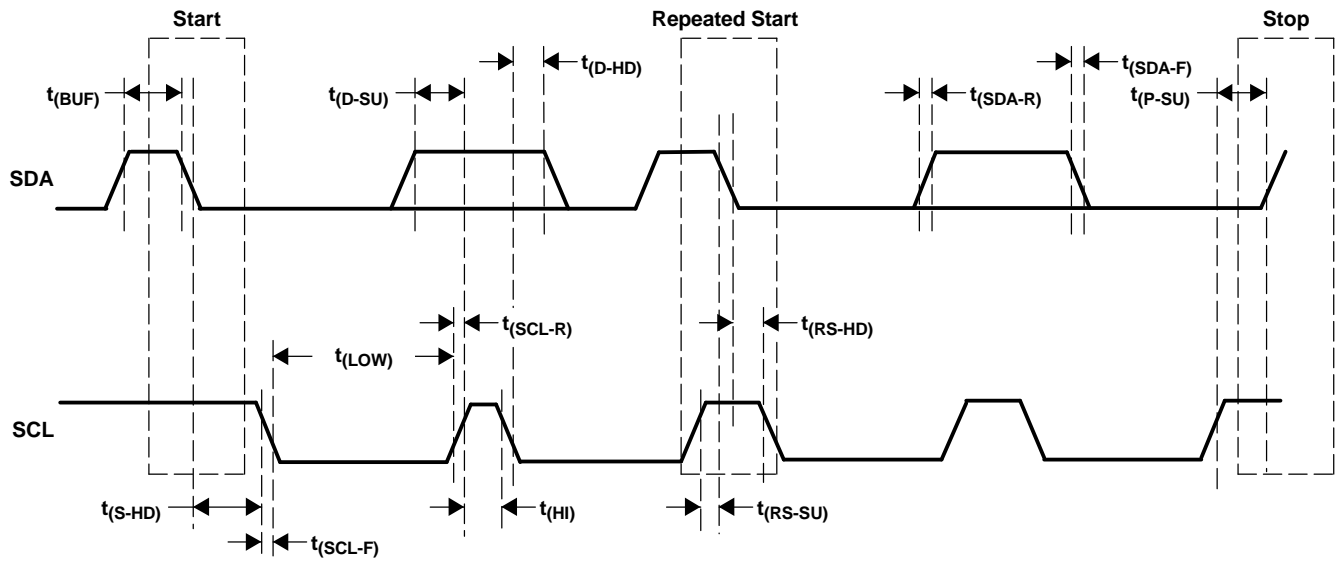 Start
Repeated Start
Stop
t(BUF)
t(D-SU)
t(D-HD)
t(SDA-R)
t(SDA-F)
t(P-SU)
SDA
t(SCL-R)
t(RS-HD)
t(LOW)
SCL
t(S-HD)
t(SCL-F)
t(HI)
t(RS-SU)